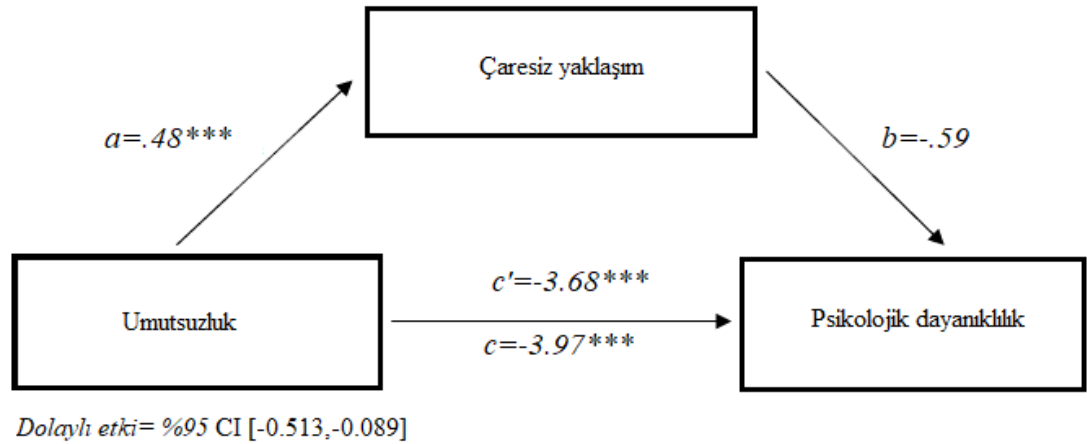 Çaresiz yaklaşım
a=.48***
b=-.59
Umutsuzluk
c'=-3.68***
c=-3.97***
Psikolojik dayanıklılık
Dolaylı etki= %95 CI [-0.513,-0.089]